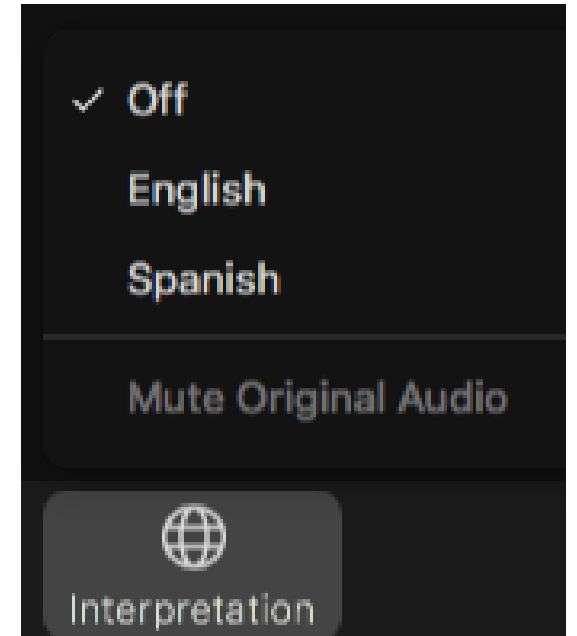 Off
English
Spanish
Mute Original Audio
Interpretation